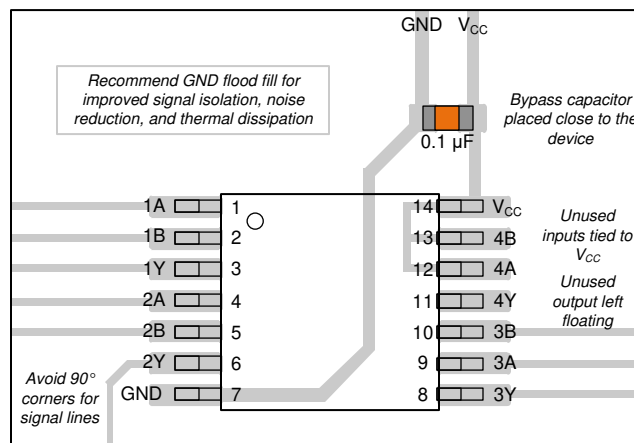 GND VCC
Recommend GND flood fill for
improved signal isolation, noise
reduction, and thermal dissipation
Bypass capacitor
placed close to the
device
0.1 µF
1A 1 14 VCC
1B 2 13 4B
1Y 3 12 4A
2A 4 11 4Y
2B 5 10 3B
2Y 6 9 3A
GND 7 8 3Y
Unused
inputs tied to
VCC
Unused
output left
floating
Avoid 90°
corners for
signal lines